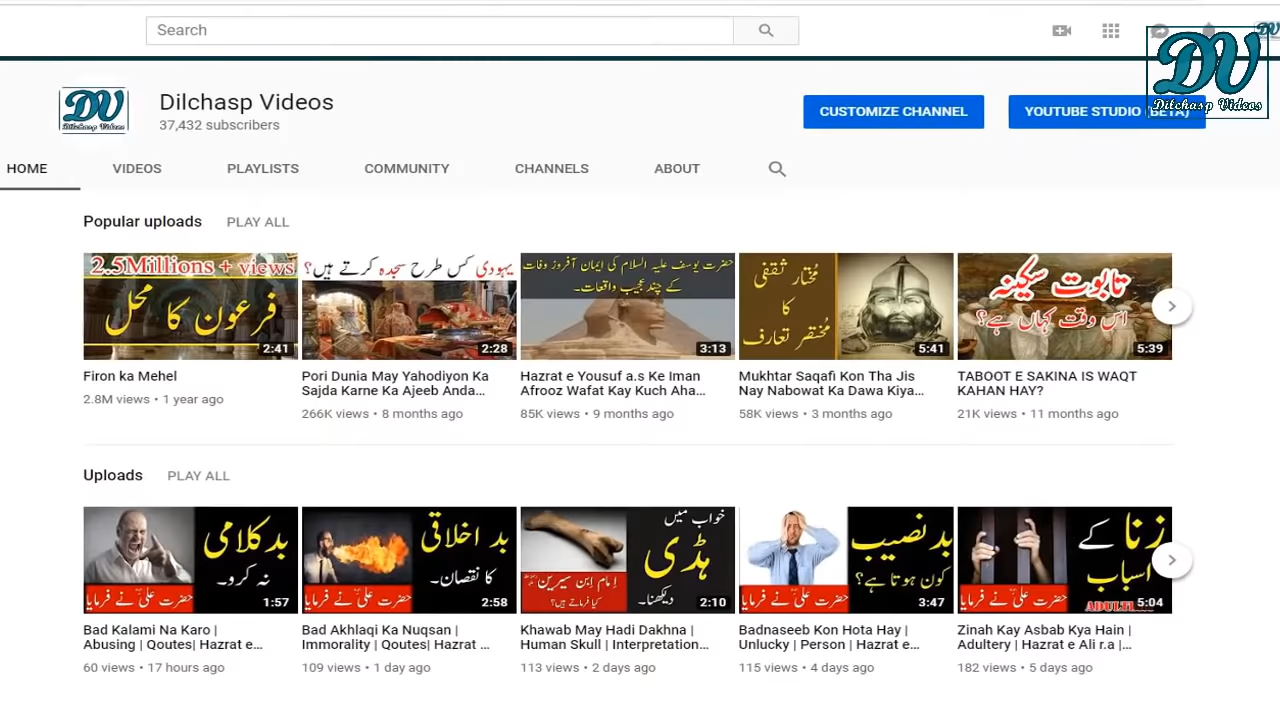 Search
DV
Dilchasp Videos
DV
Dilchasp Videos
Dilchasp Videos
37,432 subscribers
CUSTOMIZE CHANNEL
YOUTUBE STUDIO (BETA)
HOME VIDEOS PLAYLISTS COMMUNITY CHANNELS ABOUT
Popular uploads PLAY ALL
2.5Millions + views
فرعون کا محل
2:41
یہودی کس طرح سجدہ کرتے ہیں؟
2:28
حضرت یوسف علیہ السلام کی ایمان آفروز وفات
کے چند عجیب واقعات۔
3:13
مُختار ثقفی
کا
مُختصر تعارف
5:41
تابوت سکینہ
اس وقت کہاں ہے؟
5:39
Firon ka Mehel
2.8M views • 1 year ago
Pori Dunia May Yahodiyon Ka
Sajda Karne Ka Ajeeb Anda...
266K views • 8 months ago
Hazrat e Yousuf a.s Ke Iman
Afrooz Wafat Kay Kuch Aha...
85K views • 9 months ago
Mukhtar Saqafi Kon Tha Jis
Nay Nabowat Ka Dawa Kiya...
58K views • 3 months ago
TABOOT E SAKINA IS WAQT
KAHAN HAY?
21K views • 11 months ago
Uploads PLAY ALL
بدکلامی
نہ کرو۔
حضرت علیؓ نے فرمایا
1:57
بد اخلاقی
کا نقصان۔
حضرت علیؓ نے فرمایا
2:58
خواب میں
ہڈی
دیکھنا۔
امام ابن سیرین
کیا فرماتے ہیں؟
2:10
بدنصیب
کون ہوتا ہے؟
حضرت علیؓ نے فرمایا
3:47
زنا کے
اسباب
حضرت علیؓ نے فرمایا
5:04
Bad Kalami Na Karo |
Abusing | Qoutes| Hazrat e...
60 views • 17 hours ago
Bad Akhlaqi Ka Nuqsan |
Immorality | Qoutes| Hazrat ...
109 views • 1 day ago
Khawab May Hadi Dakhna |
Human Skull | Interpretation...
113 views • 2 days ago
Badnaseeb Kon Hota Hay |
Unlucky | Person | Hazrat e...
115 views • 4 days ago
Zinah Kay Asbab Kya Hain |
Adultery | Hazrat e Ali r.a |...
182 views • 5 days ago